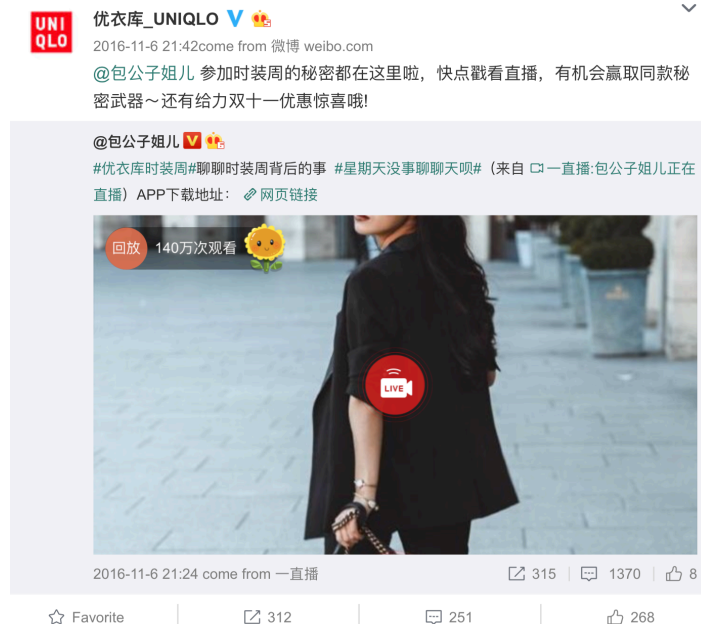 UNI
QLO
优衣库_UNIQLO
2016-11-6 21:42come from 微博 weibo.com
@包公子姐儿 参加时装周的秘密都在这里啦，快点戳看直播，有机会赢取同款秘
密武器～还有给力双十一优惠惊喜哦!
@包公子姐儿
#优衣库时装周#聊聊时装周背后的事 #星期天没事聊聊天呗#（来自 一直播:包公子姐儿正在
直播）APP下载地址： 网页链接
回放 140万次观看
LIVE
2016-11-6 21:24 come from 一直播 315 1370 8
Favorite 312 251 268